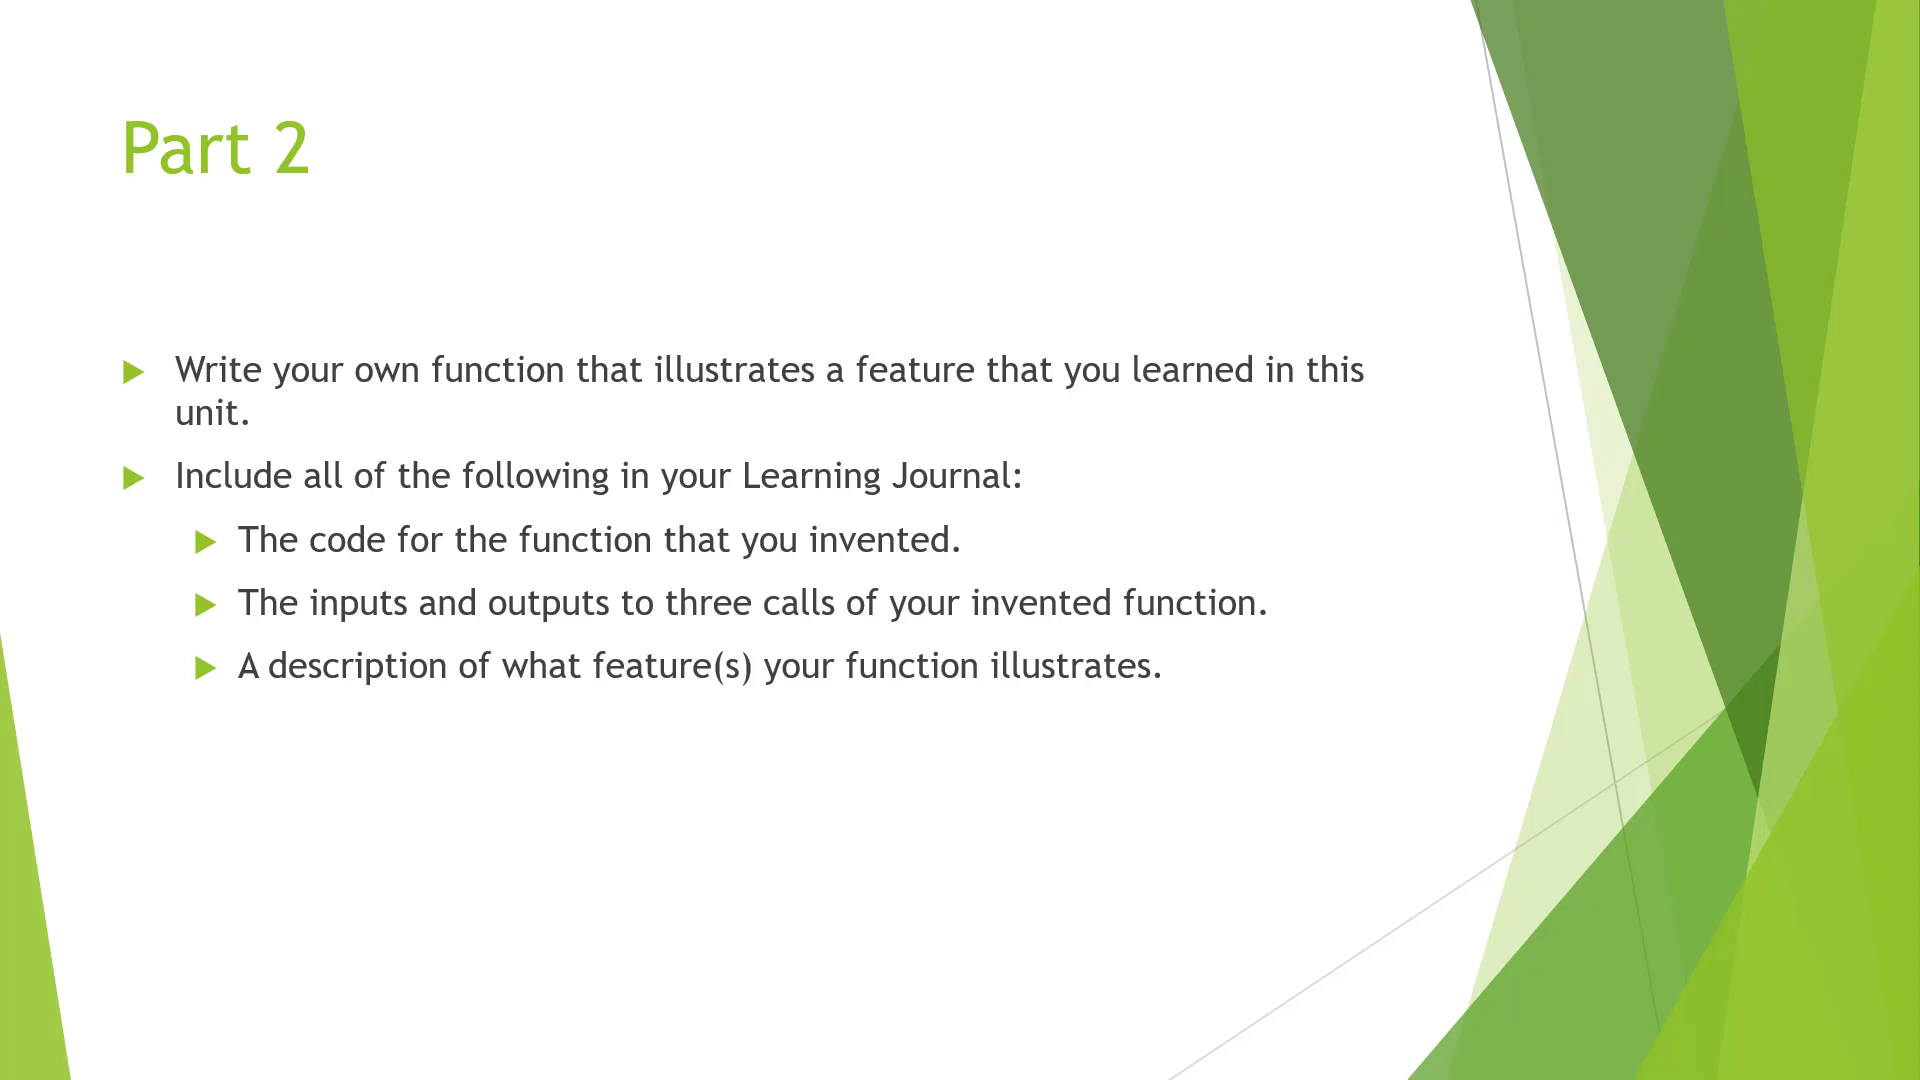 Part 2
Write your own function that illustrates a feature that you learned in this
unit.
Include all of the following in your Learning Journal:
The code for the function that you invented.
The inputs and outputs to three calls of your invented function.
A description of what feature(s) your function illustrates.